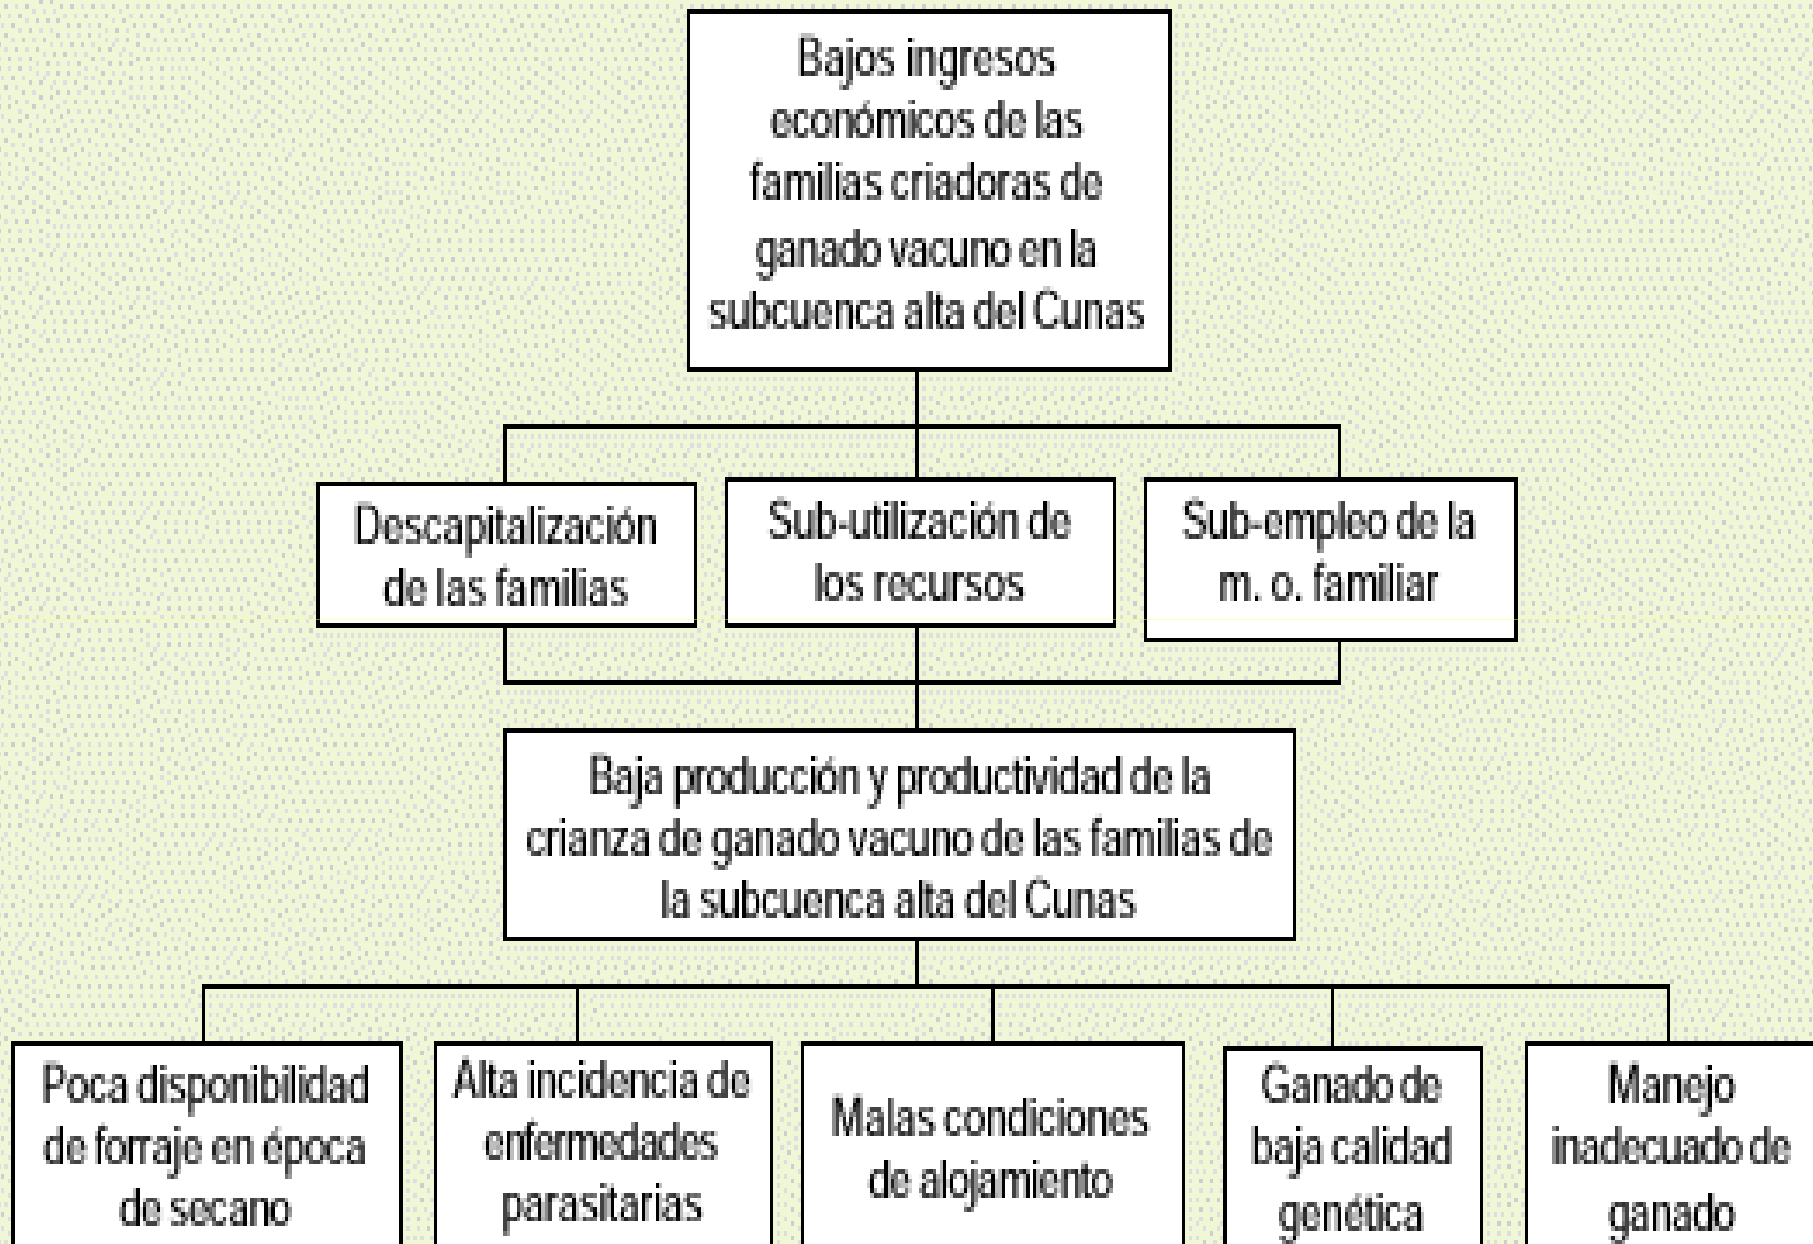 Bajos ingresos
económicos de las
familias criadoras de
ganado vacuno en la
subcuenca alta del Cunas
Descapitalización
de las familias
Sub-utilización de
los recursos
Sub-empleo de la
m. o. familiar
Baja producción y productividad de la
crianza de ganado vacuno de las familias de
la subcuenca alta del Cunas
Poca disponibilidad
de forraje en época
de secano
Alta incidencia de
enfermedades
parasitarias
Malas condiciones
de alojamiento
Ganado de
baja calidad
genética
Manejo
inadecuado de
ganado